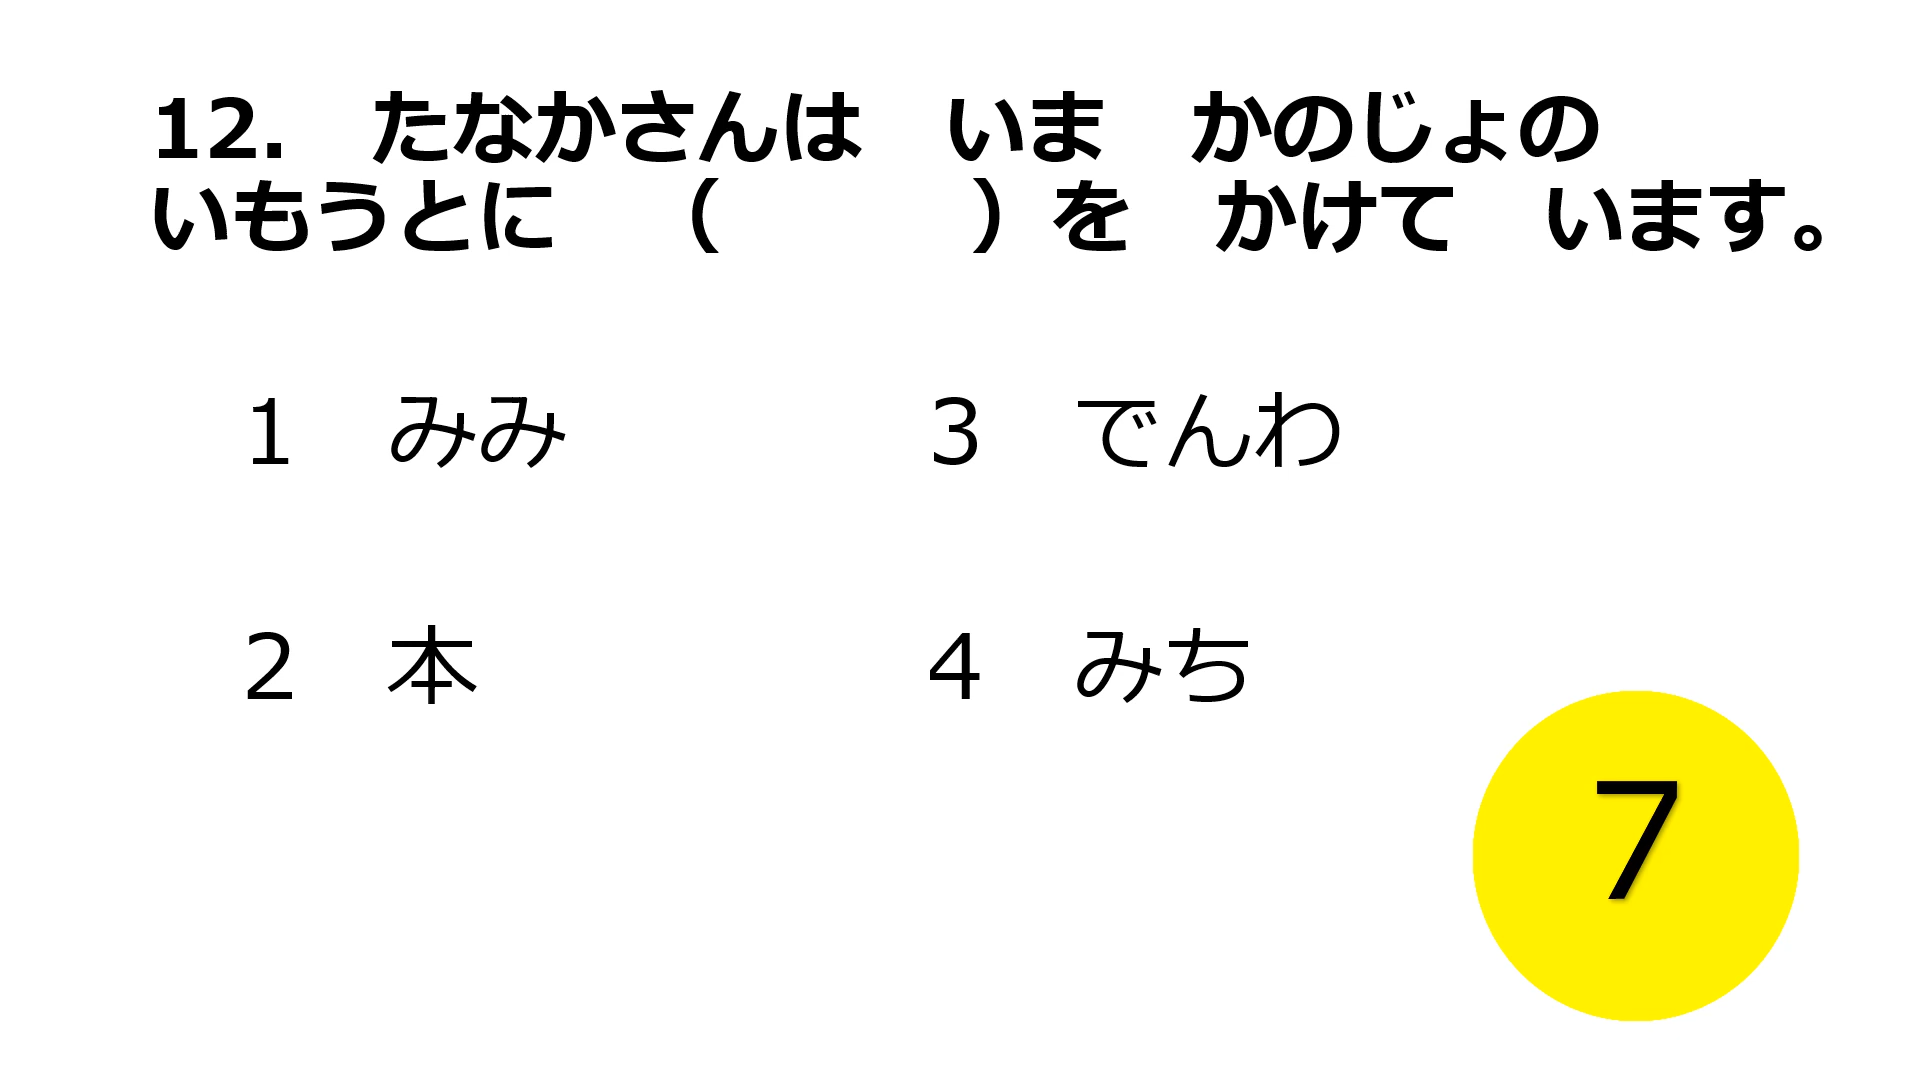 12.　たなかさんは　いま　かのじょの
いもうとに　（　　　）を　かけて　います。
1　みみ
3　でんわ
2　本
4　みち
7